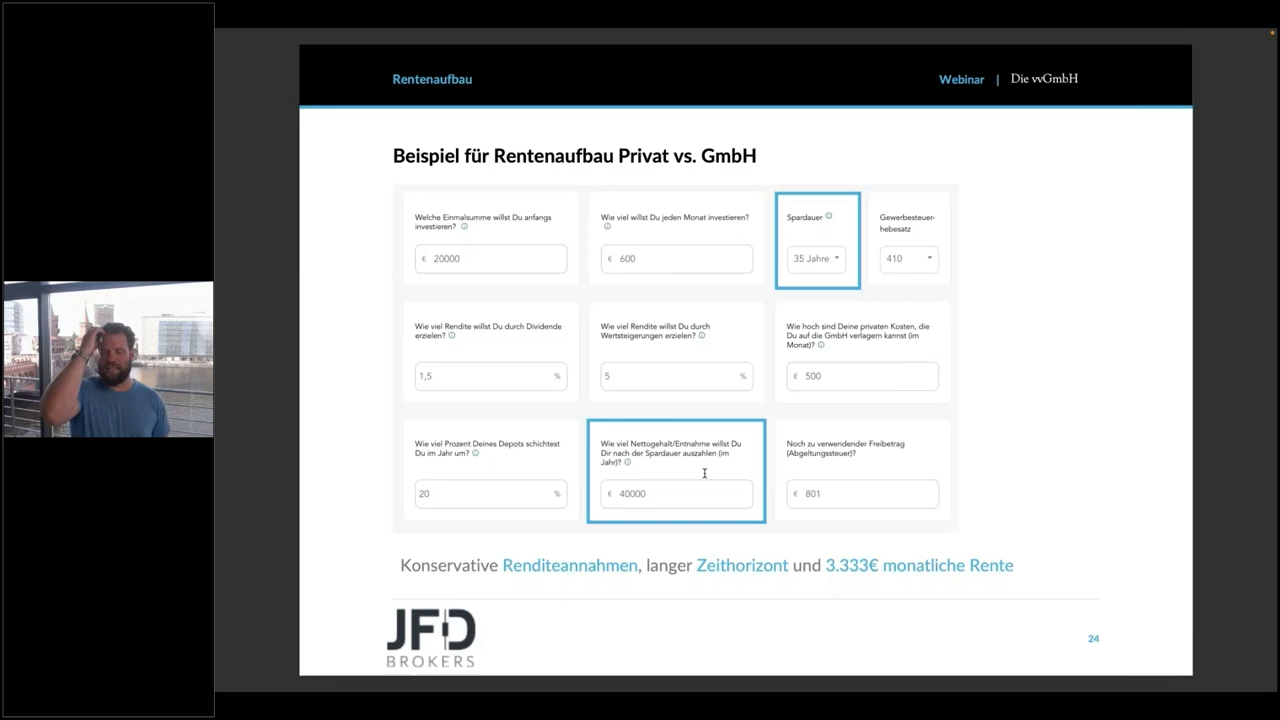 Rentenaufbau
Webinar | Die vvGmbH
Beispiel für Rentenaufbau Privat vs. GmbH
Welche Einmalsumme willst Du anfangs
investieren?
€ 20000
Wie viel willst Du jeden Monat investieren?
€ 600
Spardauer
35 Jahre
Gewerbesteuer-
hebesatz
410
Wie viel Rendite willst Du durch Dividende
erzielen?
1,5 %
Wie viel Rendite willst Du durch
Wertsteigerungen erzielen?
5 %
Wie hoch sind Deine privaten Kosten, die
Du auf die GmbH verlagern kannst (im
Monat)?
€ 500
Wie viel Prozent Deines Depots schichtest
Du im Jahr um?
20 %
Wie viel Nettogehalt/Entnahme willst Du
Dir nach der Spardauer auszahlen (im
Jahr)?
€ 40000
Noch zu verwendender Freibetrag
(Abgeltungssteuer)?
€ 801
Konservative Renditeannahmen, langer Zeithorizont und 3.333€ monatliche Rente
JFD
BROKERS
24